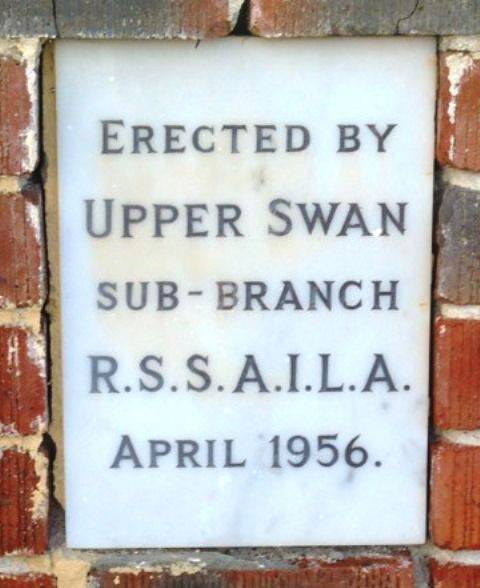 ERECTED BY
UPPER SWAN
SUB-BRANCH
R.S.S.A.I.L.A.
APRIL 1956.